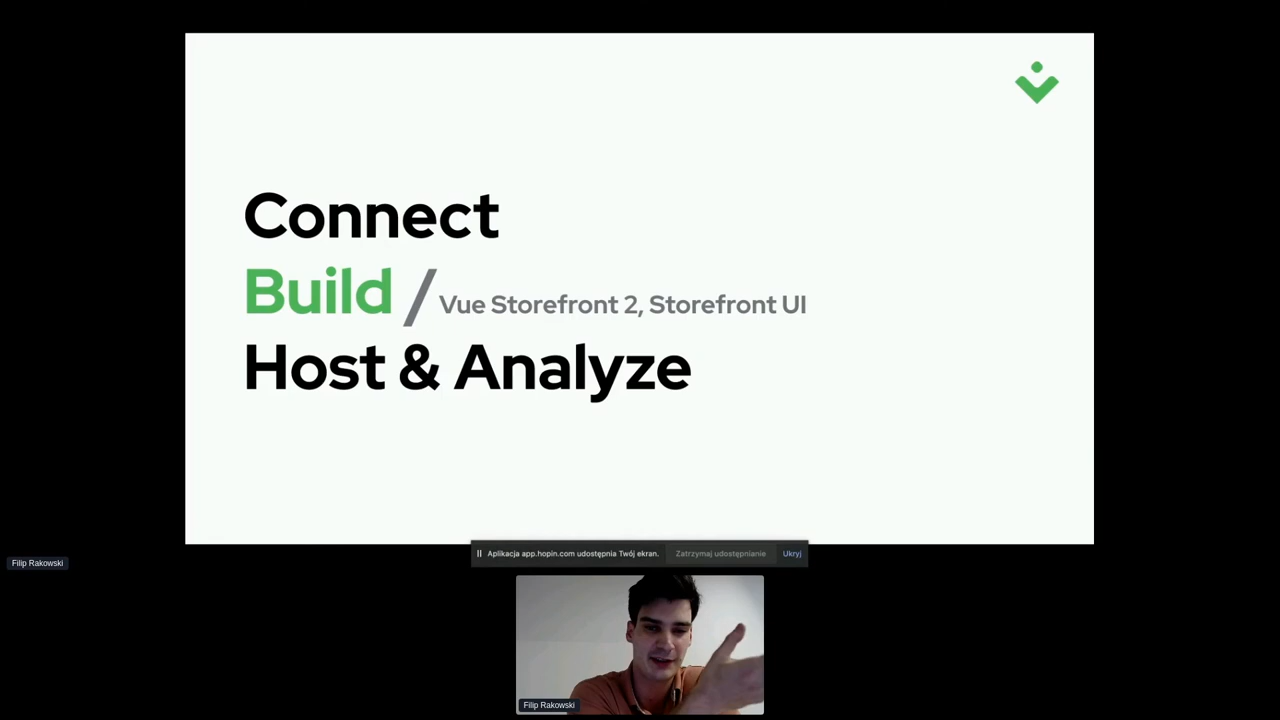 Connect
Build / Vue Storefront 2, Storefront UI
Host & Analyze
Aplikacja app.hopin.com udostępnia Twój ekran. Zatrzymaj udostępnianie Ukryj
Filip Rakowski
Filip Rakowski